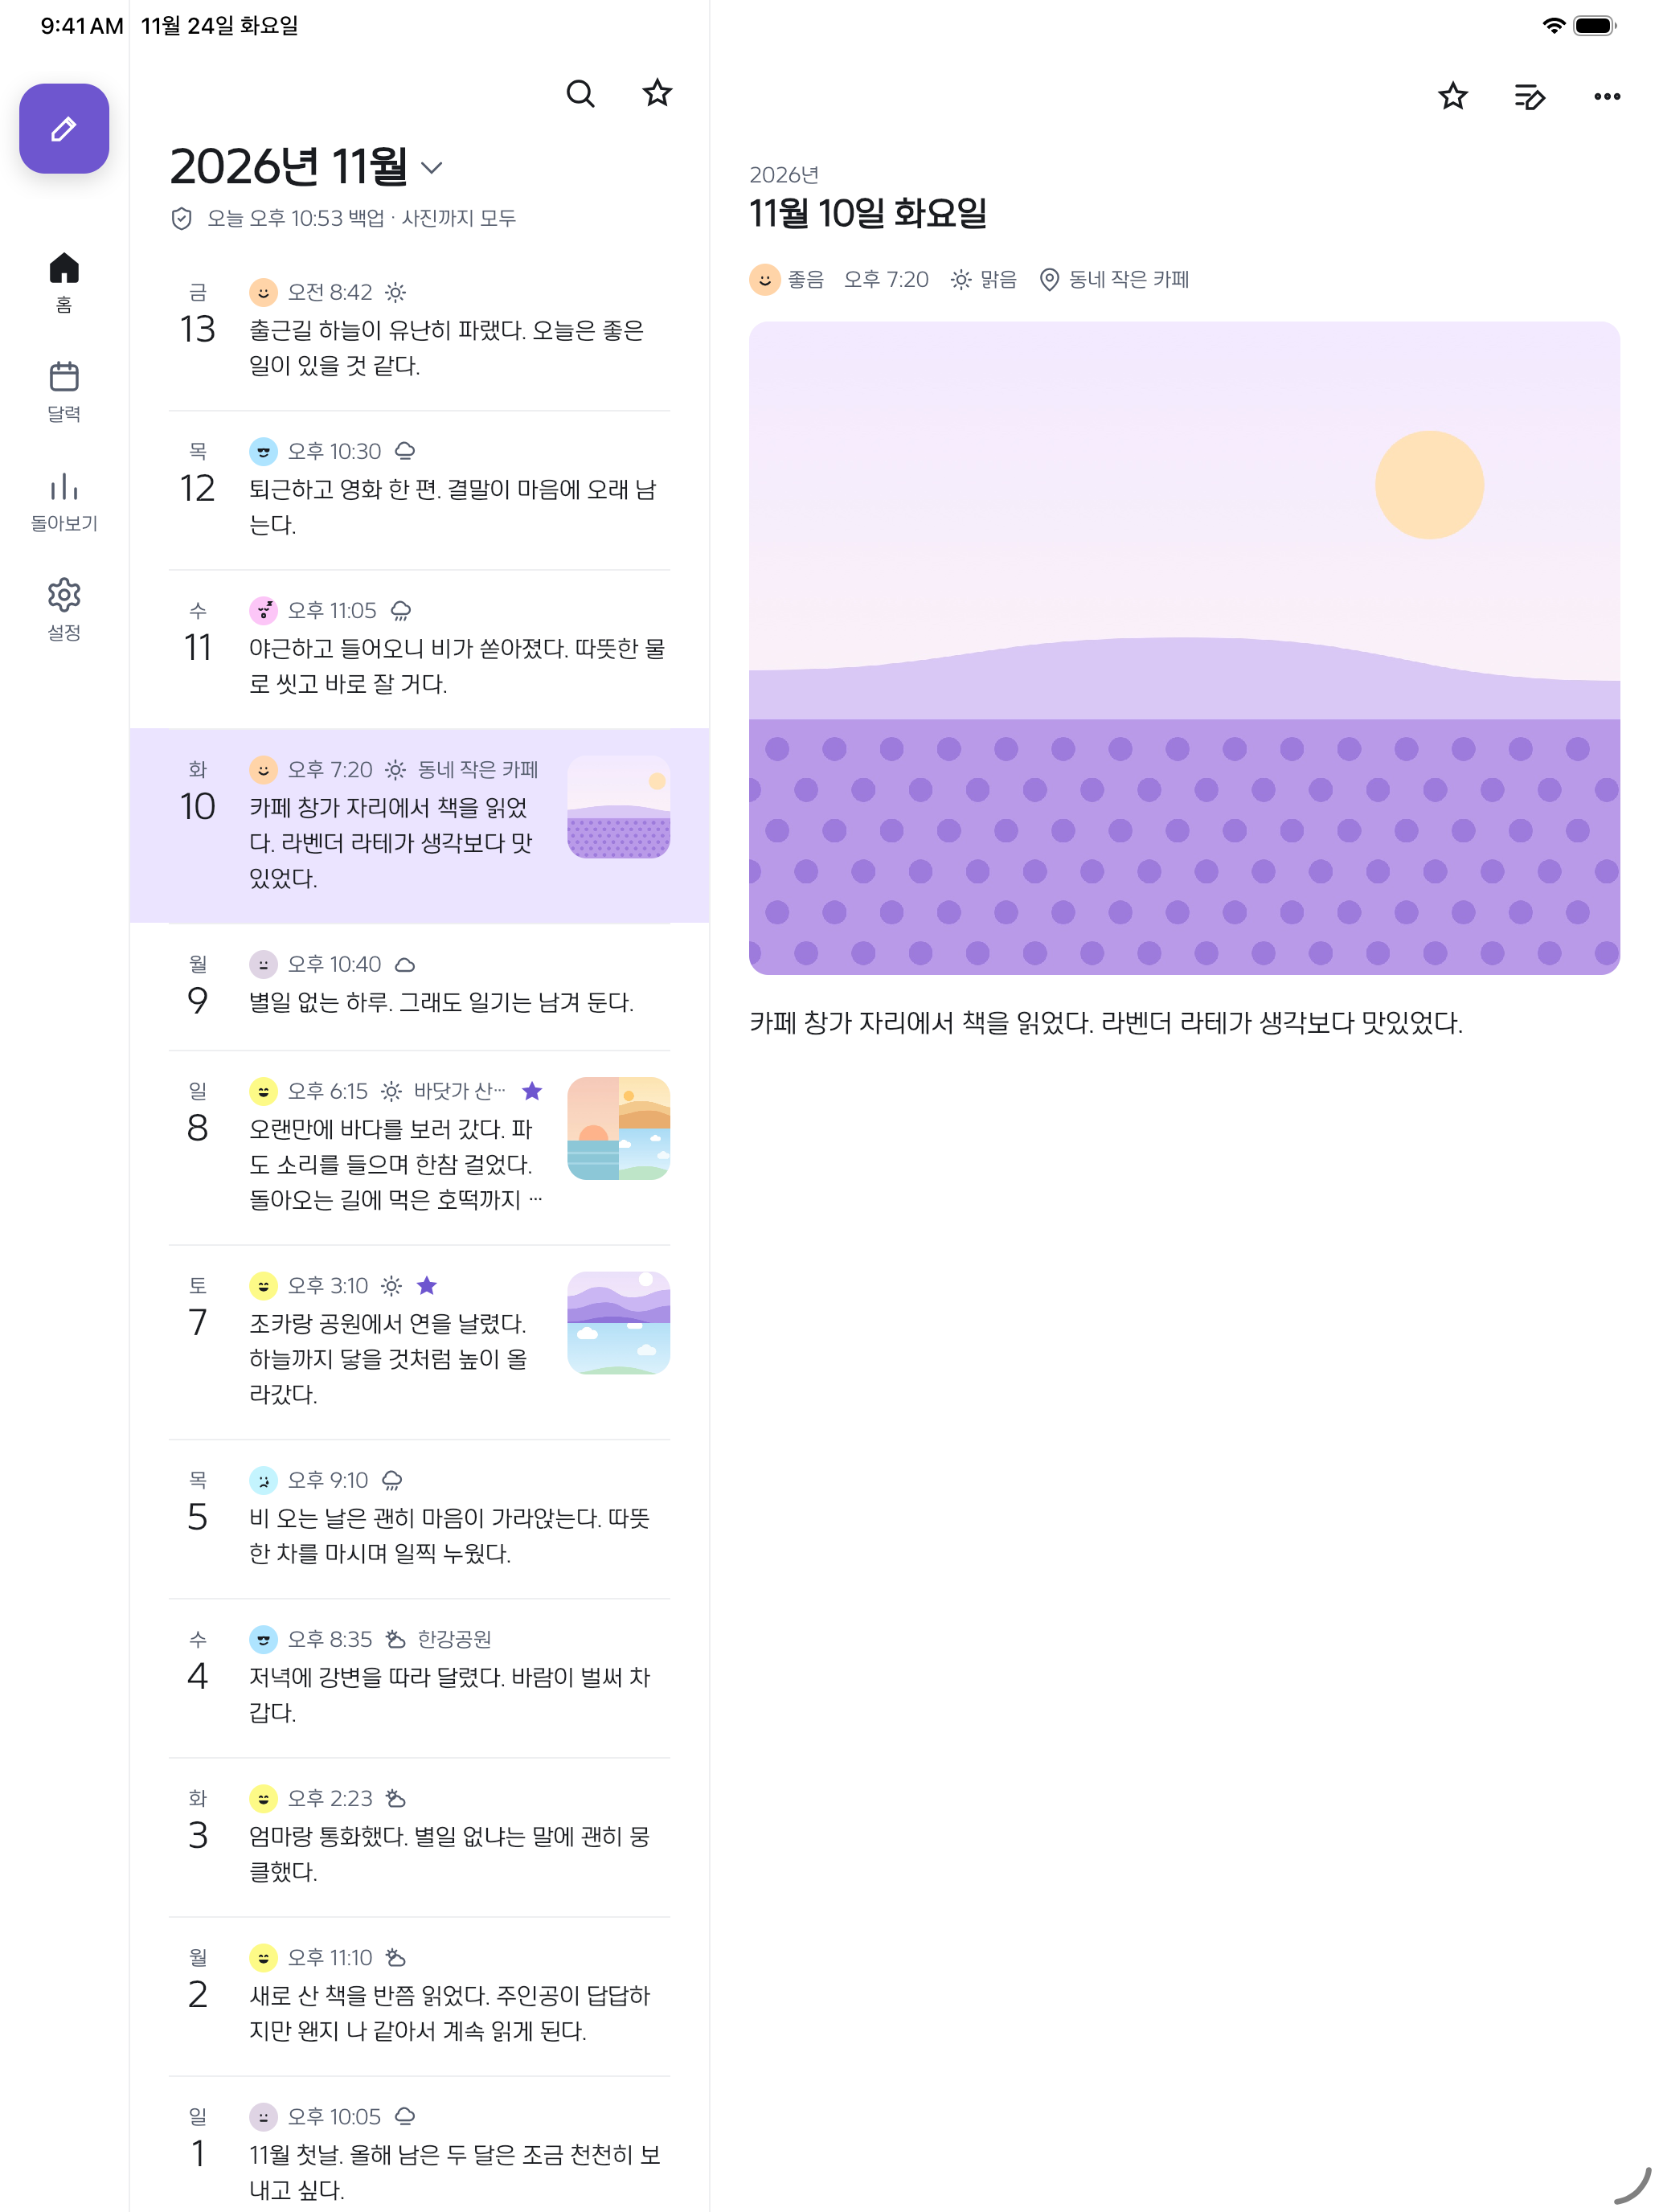 9:41 AM 11월 24일 화요일
홈
달력
돌아보기
설정
2026년 11월
오늘 오후 10:53 백업 · 사진까지 모두
금
13
오전 8:42
출근길 하늘이 유난히 파랬다. 오늘은 좋은
일이 있을 것 같다.
목
12
오후 10:30
퇴근하고 영화 한 편. 결말이 마음에 오래 남
는다.
수
11
오후 11:05
야근하고 들어오니 비가 쏟아졌다. 따뜻한 물
로 씻고 바로 잘 거다.
화
10
오후 7:20 동네 작은 카페
카페 창가 자리에서 책을 읽었
다. 라벤더 라테가 생각보다 맛
있었다.
월
9
오후 10:40
별일 없는 하루. 그래도 일기는 남겨 둔다.
일
8
오후 6:15 바닷가 산…
오랜만에 바다를 보러 갔다. 파
도 소리를 들으며 한참 걸었다.
돌아오는 길에 먹은 호떡까지 …
토
7
오후 3:10
조카랑 공원에서 연을 날렸다.
하늘까지 닿을 것처럼 높이 올
라갔다.
목
5
오후 9:10
비 오는 날은 괜히 마음이 가라앉는다. 따뜻
한 차를 마시며 일찍 누웠다.
수
4
오후 8:35 한강공원
저녁에 강변을 따라 달렸다. 바람이 벌써 차
갑다.
화
3
오후 2:23
엄마랑 통화했다. 별일 없냐는 말에 괜히 뭉
클했다.
월
2
오후 11:10
새로 산 책을 반쯤 읽었다. 주인공이 답답하
지만 왠지 나 같아서 계속 읽게 된다.
일
1
오후 10:05
11월 첫날. 올해 남은 두 달은 조금 천천히 보
내고 싶다.
2026년
11월 10일 화요일
좋음 오후 7:20 맑음 동네 작은 카페
카페 창가 자리에서 책을 읽었다. 라벤더 라테가 생각보다 맛있었다.